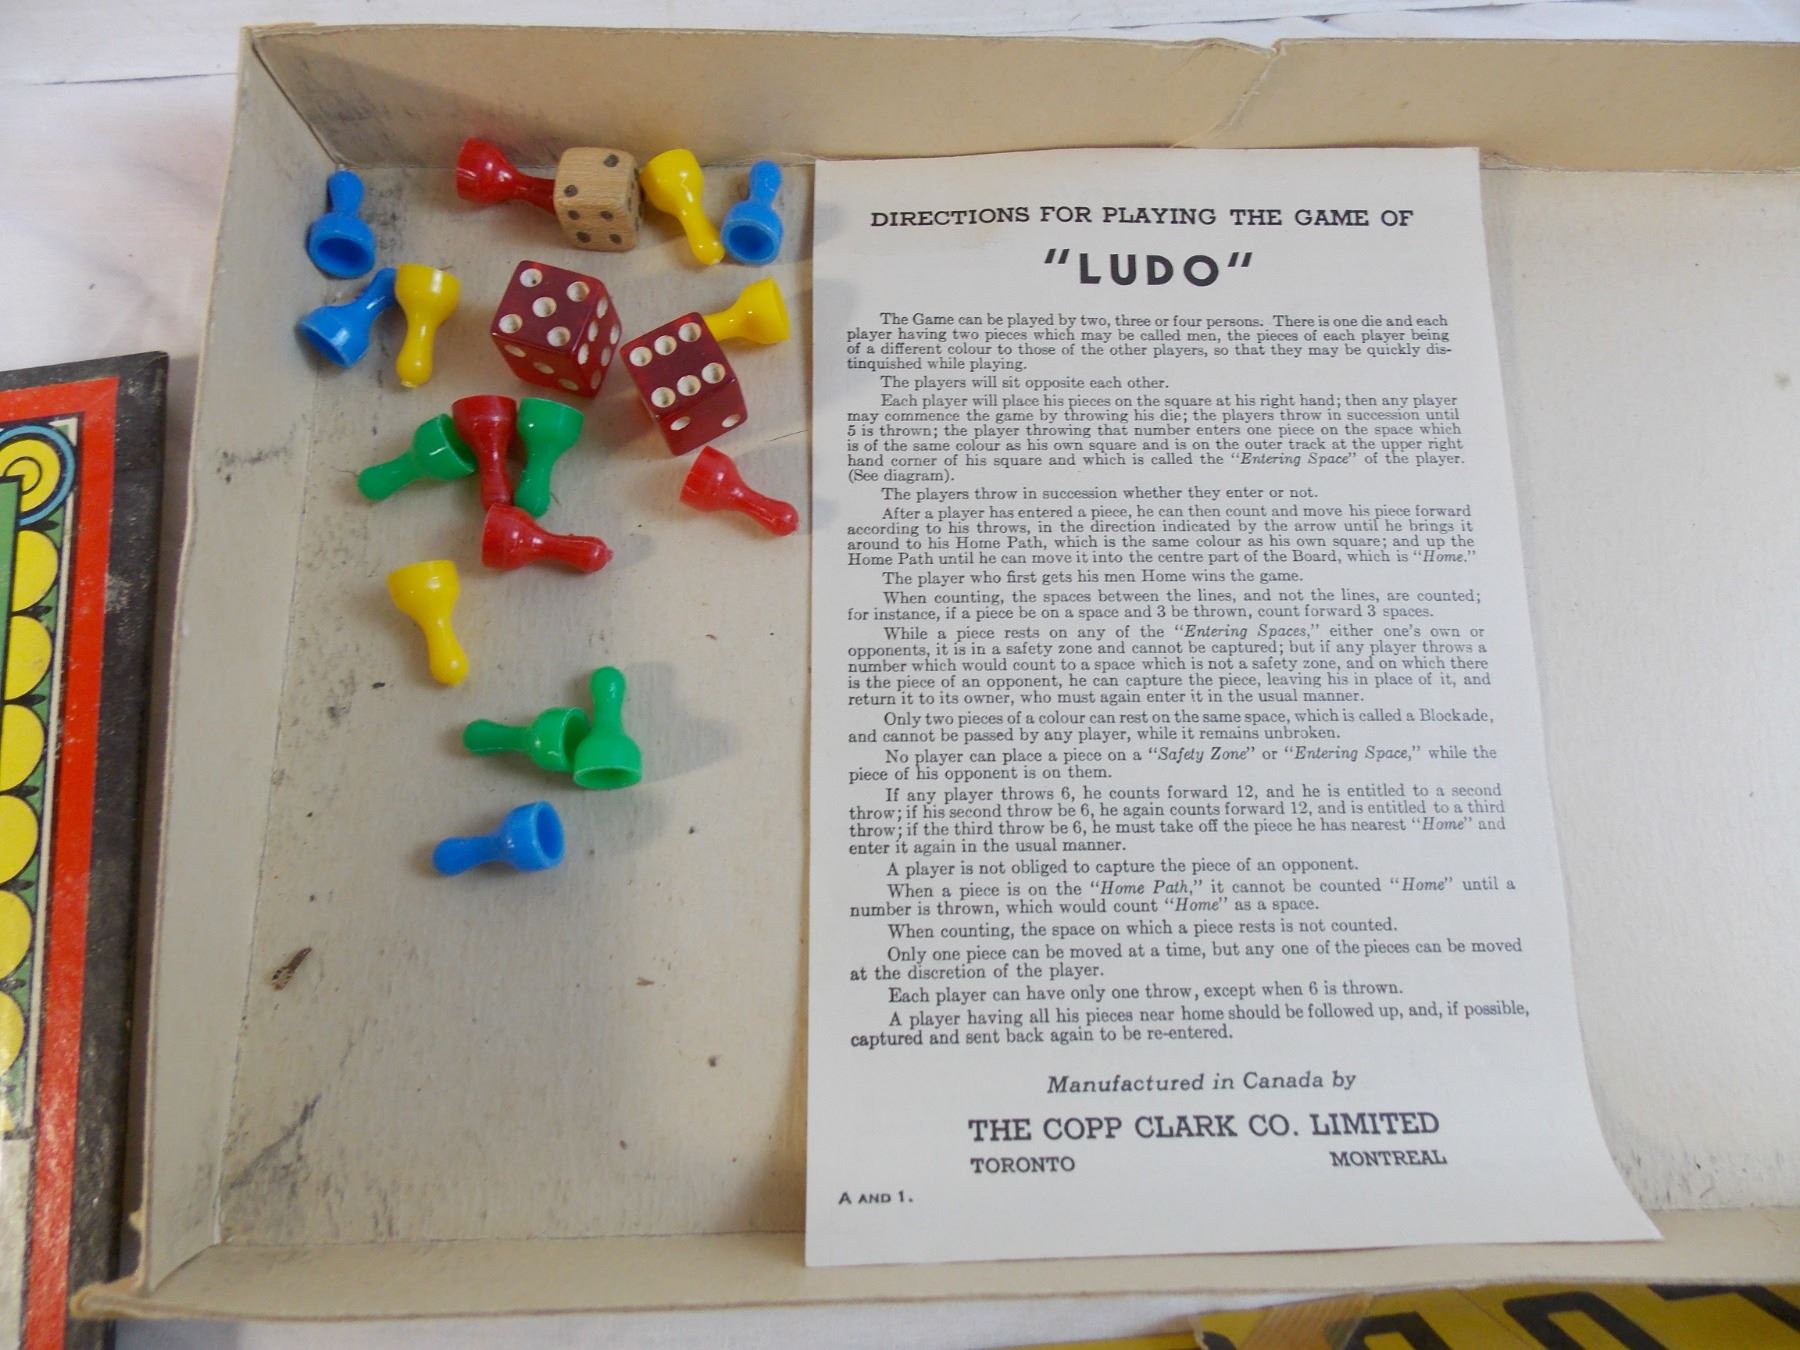 DIRECTIONS FOR PLAYING THE GAME OF
"LUDO"
The Game can be played by two, three or four persons. There is one die and each
player having two pieces which may be called men, the pieces of each player being
of a different colour to those of the other players, so that they may be quickly dis-
tinquished while playing.
The players will sit opposite each other.
Each player will place his pieces on the square at his right hand; then any player
may commence the game by throwing his die; the players throw in succession until
5 is thrown; the player throwing that number enters one piece on the space which
is of the same colour as his own square and is on the outer track at the upper right
hand corner of his square and which is called the "Entering Space" of the player.
(See diagram).
The players throw in succession whether they enter or not.
After a player has entered a piece, he can then count and move his piece forward
according to his throws, in the direction indicated by the arrow until he brings it
around to his Home Path, which is the same colour as his own square; and up the
Home Path until he can move it into the centre part of the Board, which is "Home."
The player who first gets his men Home wins the game.
When counting, the spaces between the lines, and not the lines, are counted;
for instance, if a piece be on a space and 3 be thrown, count forward 3 spaces.
While a piece rests on any of the "Entering Spaces," either one's own or
opponents, it is in a safety zone and cannot be captured; but if any player throws a
number which would count to a space which is not a safety zone, and on which there
is the piece of an opponent, he can capture the piece, leaving his in place of it, and
return it to its owner, who must again enter it in the usual manner.
Only two pieces of a colour can rest on the same space, which is called a Blockade,
and cannot be passed by any player, while it remains unbroken.
No player can place a piece on a "Safety Zone" or "Entering Space," while the
piece of his opponent is on them.
If any player throws 6, he counts forward 12, and he is entitled to a second
throw; if his second throw be 6, he again counts forward 12, and is entitled to a third
throw; if the third throw be 6, he must take off the piece he has nearest "Home" and
enter it again in the usual manner.
A player is not obliged to capture the piece of an opponent.
When a piece is on the "Home Path," it cannot be counted "Home" until a
number is thrown, which would count "Home" as a space.
When counting, the space on which a piece rests is not counted.
Only one piece can be moved at a time, but any one of the pieces can be moved
at the discretion of the player.
Each player can have only one throw, except when 6 is thrown.
A player having all his pieces near home should be followed up, and, if possible,
captured and sent back again to be re-entered.
Manufactured in Canada by
THE COPP CLARK CO. LIMITED
TORONTO MONTREAL
A AND 1.